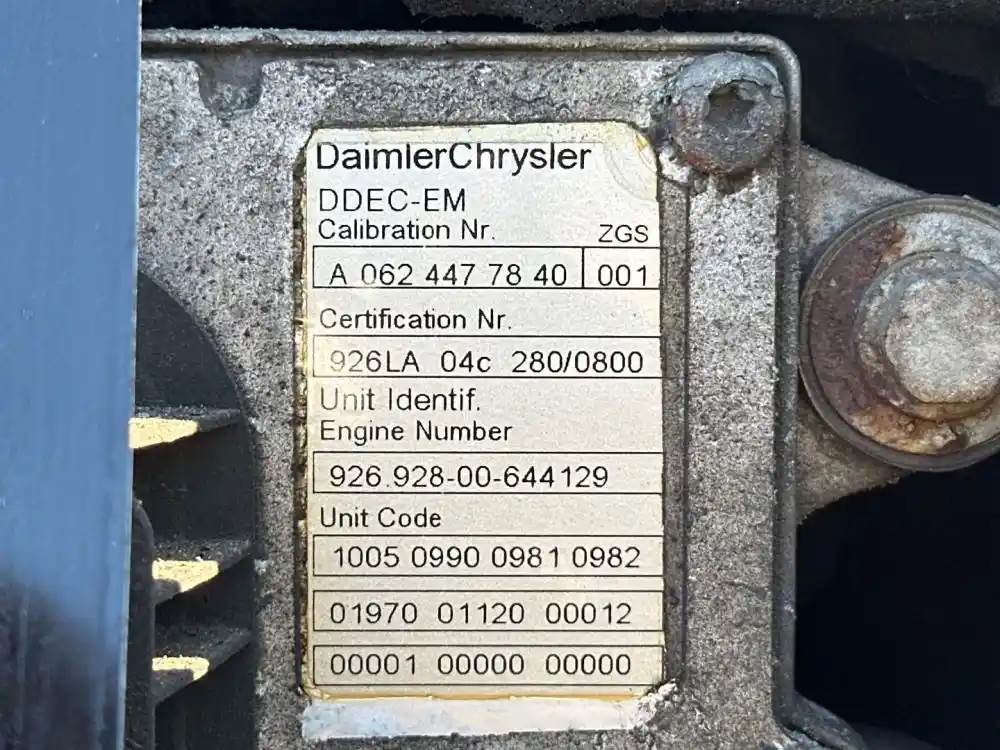 DaimlerChrysler
DDEC-EM
Calibration Nr. ZGS
A 062 447 78 40 001
Certification Nr.
926LA 04c 280/0800
Unit Identif.
Engine Number
926.928-00-644129
Unit Code
1005 0990 0981 0982
01970 01120 00012
00001 00000 00000